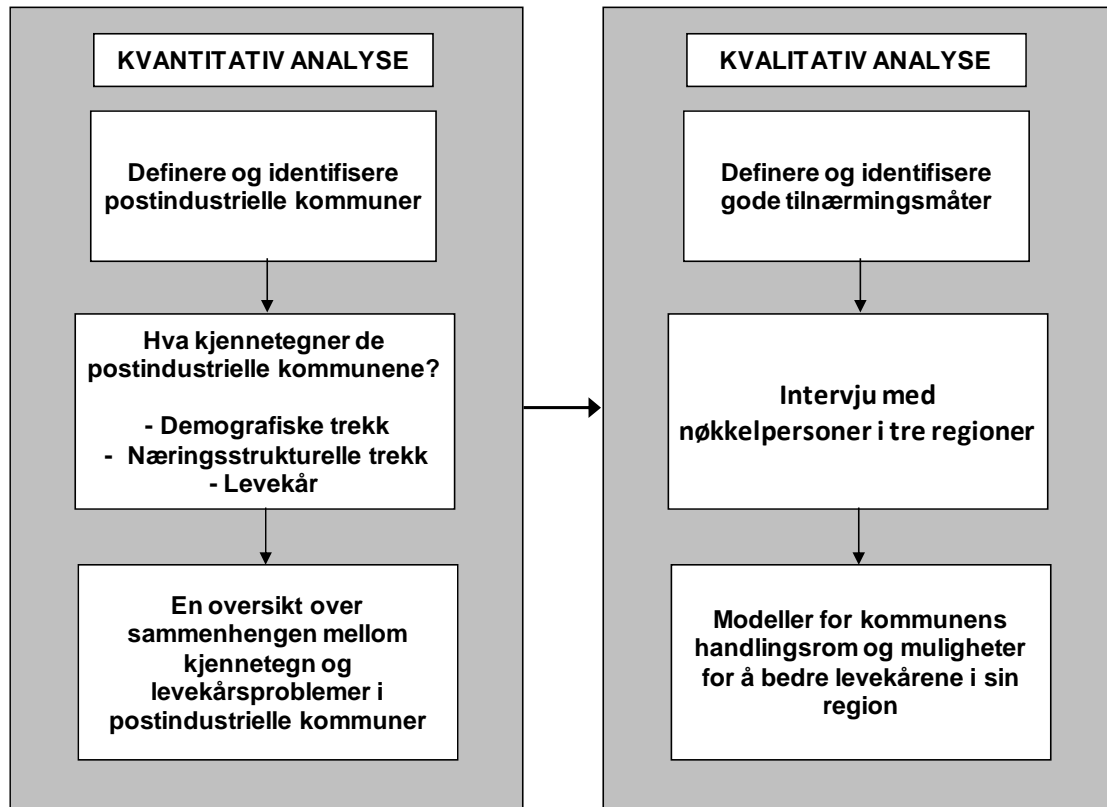 KVANTITATIV ANALYSE
Definere og identifisere
postindustrielle kommuner
Hva kjennetegner de
postindustrielle kommunene?
- Demografiske trekk
- Næringsstrukturelle trekk
- Levekår
En oversikt over
sammenhengen mellom
kjennetegn og
levekårsproblemer i
postindustrielle kommuner
KVALITATIV ANALYSE
Definere og identifisere
gode tilnærmingsmåter
Intervju med
nøkkelpersoner i tre regioner
Modeller for kommunens
handlingsrom og muligheter
for å bedre levekårene i sin
region